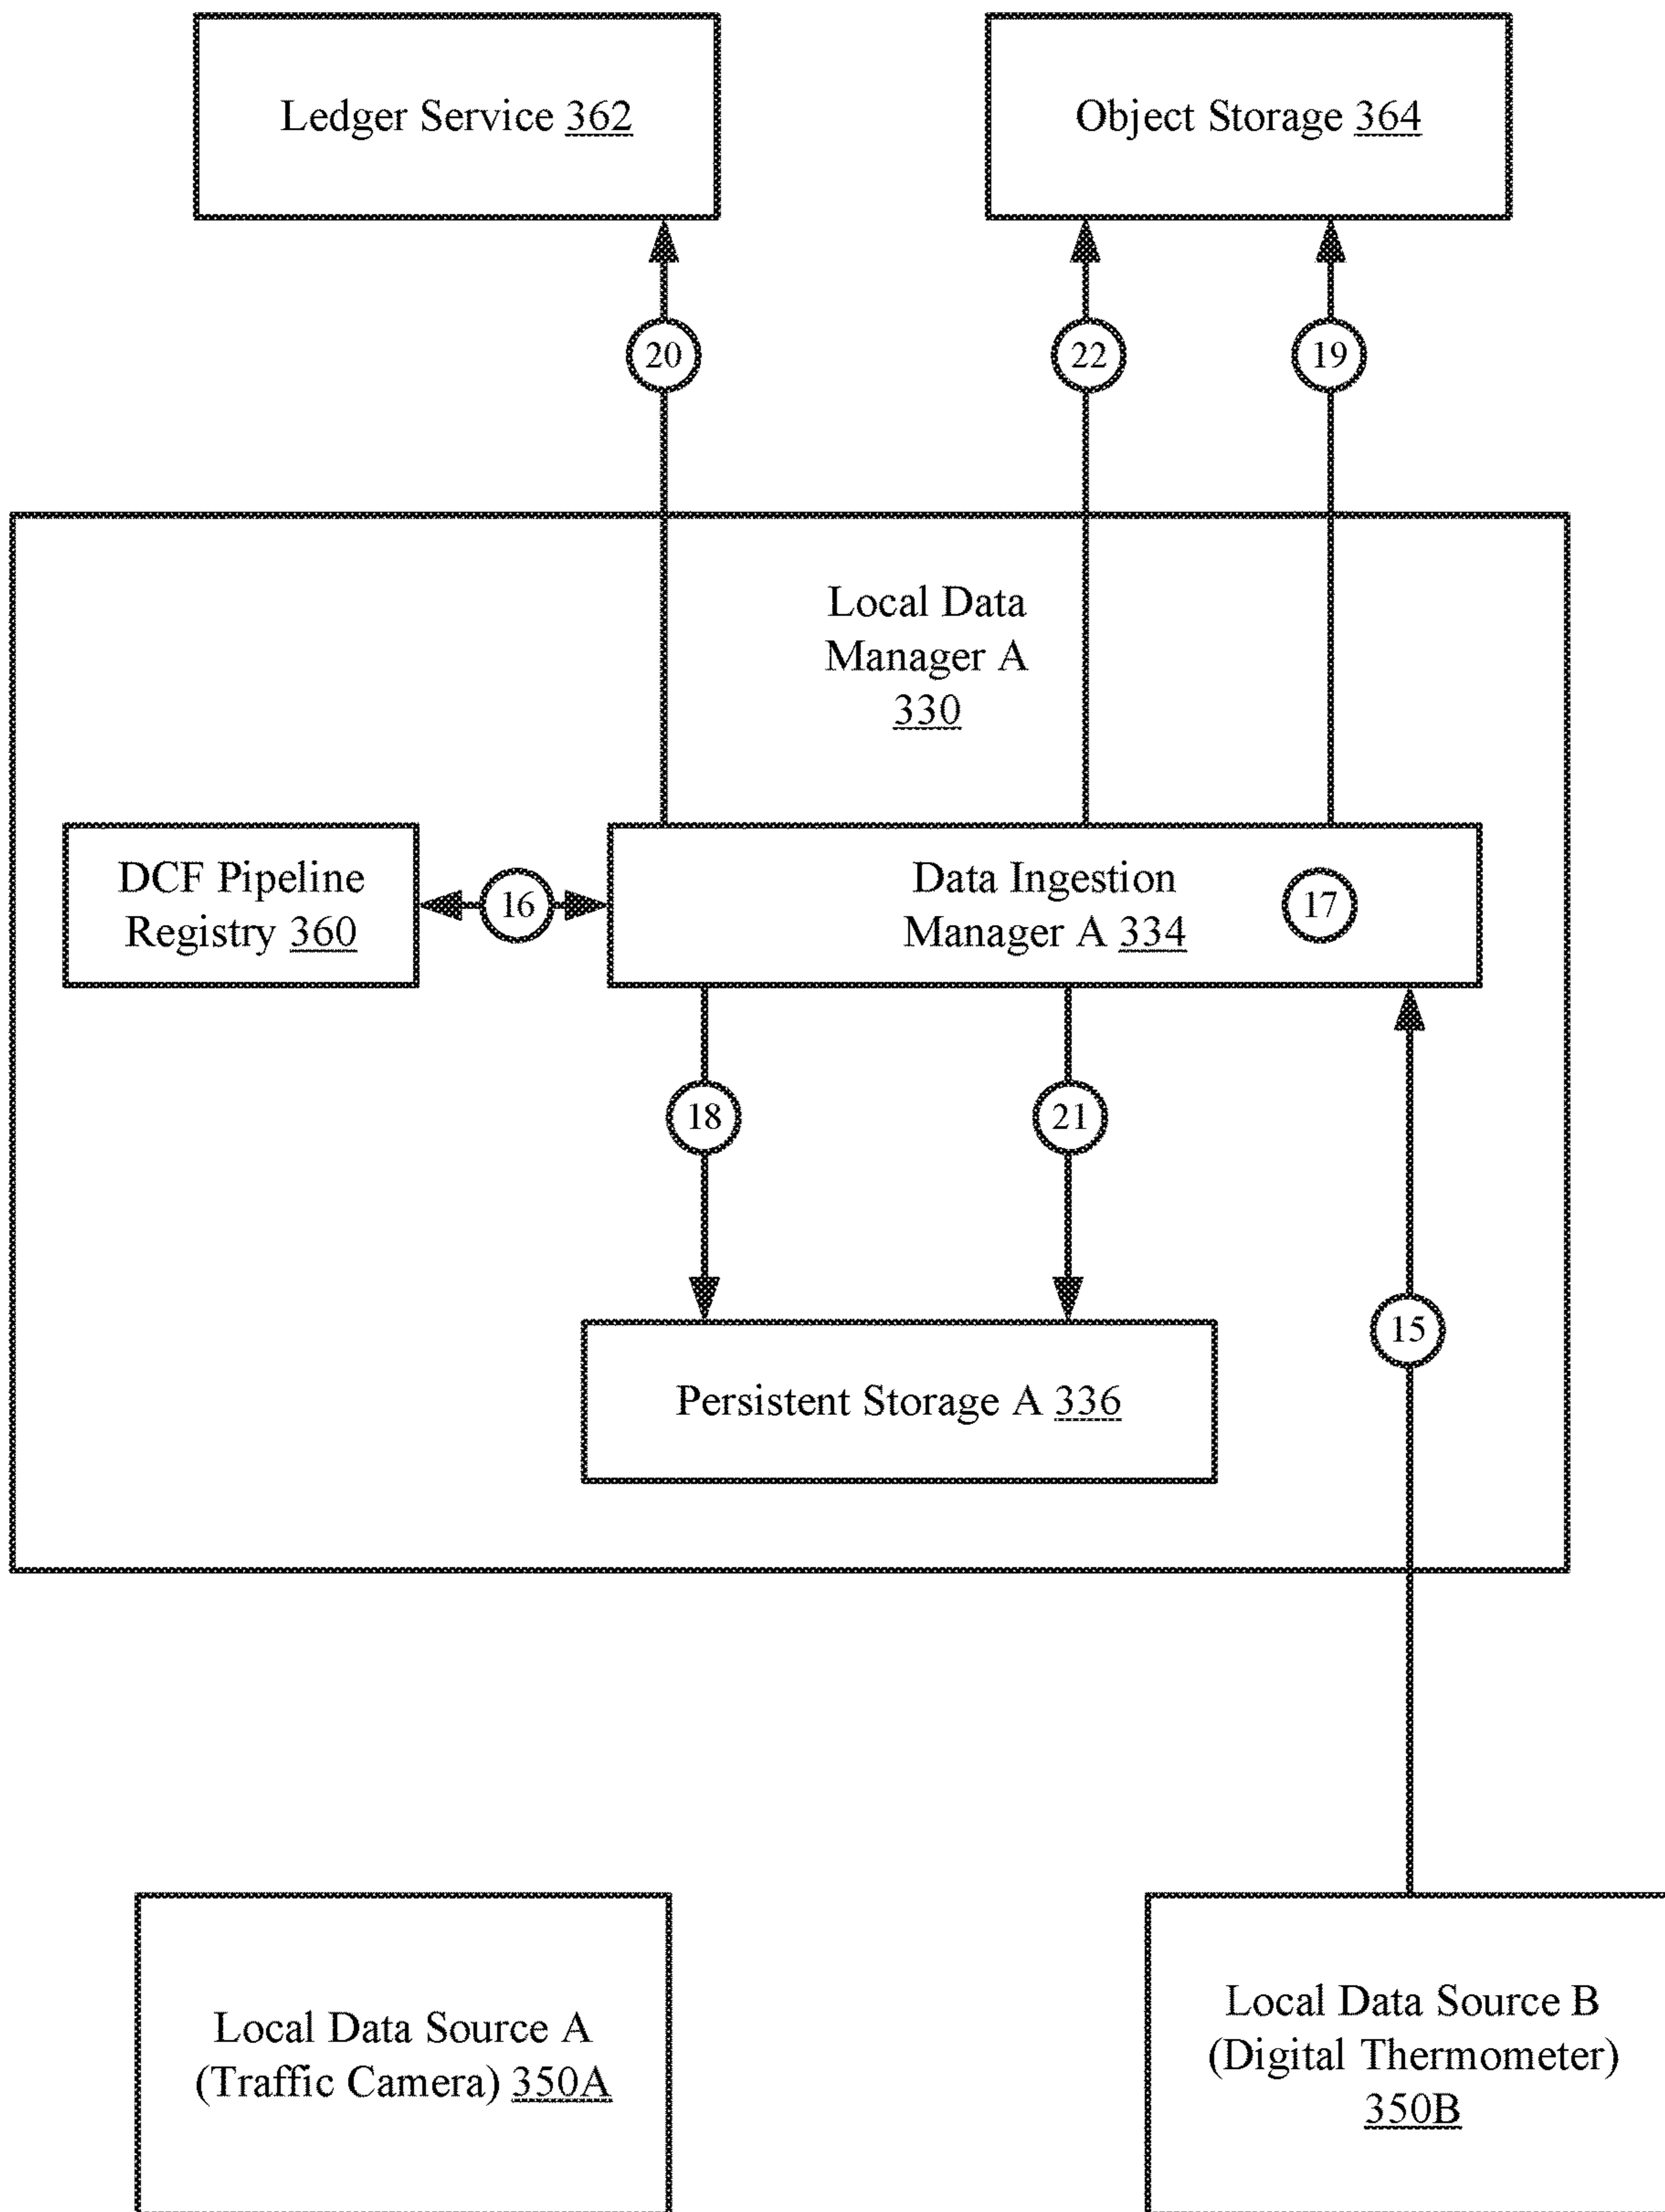 Ledger Service 362
Object Storage 364
20
22
19
Local Data
Manager A
330
DCF Pipeline
Registry 360
16
Data Ingestion
Manager A 334
17
18
21
15
Persistent Storage A 336
Local Data Source A
(Traffic Camera) 350A
Local Data Source B
(Digital Thermometer)
350B